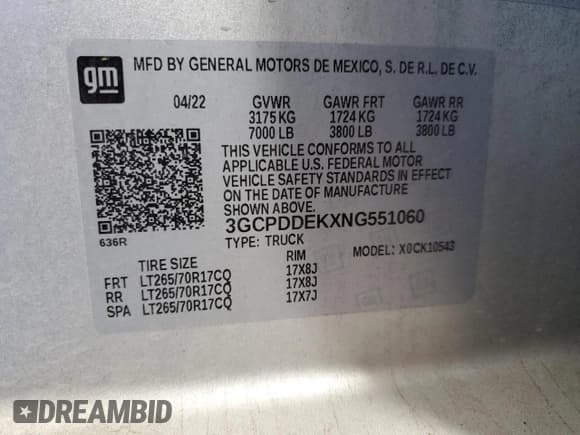 gm MFD BY GENERAL MOTORS DE MEXICO, S. DE R.L. DE C.V.
04/22 GVWR GAWR FRT GAWR RR
3175 KG 1724 KG 1724 KG
7000 LB 3800 LB 3800 LB
THIS VEHICLE CONFORMS TO ALL
APPLICABLE U.S. FEDERAL MOTOR
VEHICLE SAFETY STANDARDS IN EFFECT
ON THE DATE OF MANUFACTURE
SHOWN ABOVE.
636R
3GCPDDEKXNG551060
TYPE: TRUCK MODEL: X0CK10543
TIRE SIZE RIM
FRT LT265/70R17CQ 17X8J
RR LT265/70R17CQ 17X8J
SPA LT265/70R17CQ 17X7J
DREAMBID